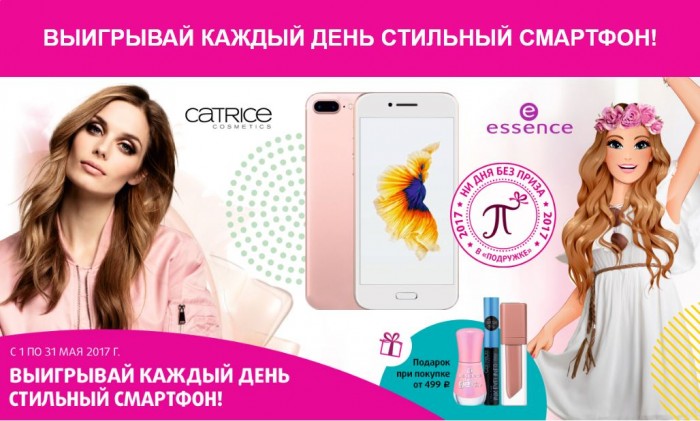 ВЫИГРЫВАЙ КАЖДЫЙ ДЕНЬ СТИЛЬНЫЙ СМАРТФОН!
CATRICE
COSMETICS
e
essence
НИ ДНЯ БЕЗ ПРИЗА
2017
2017
В «ПОДРУЖКЕ»
С 1 ПО 31 МАЯ 2017 Г.
ВЫИГРЫВАЙ КАЖДЫЙ ДЕНЬ
СТИЛЬНЫЙ СМАРТФОН!
Подарок
при покупке
от 499 ₽